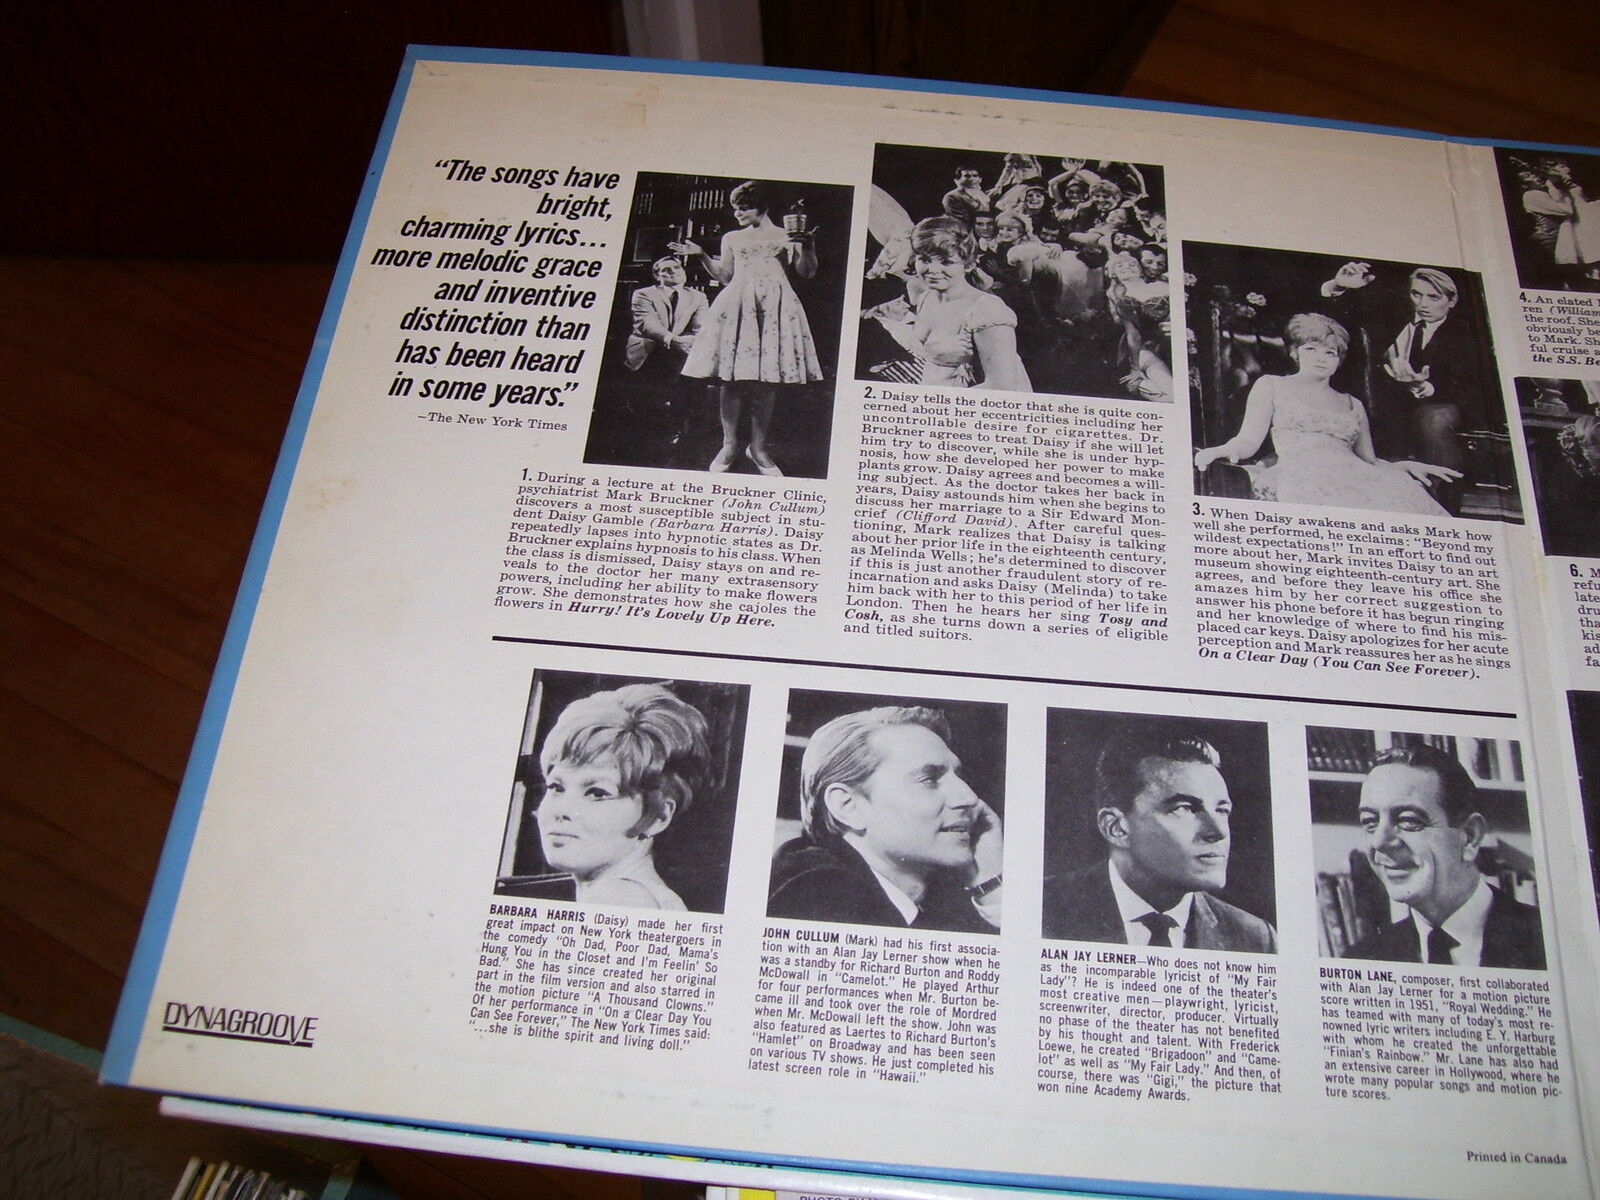 "The songs have
bright,
charming lyrics...
more melodic grace
and inventive
distinction than
has been heard
in some years."
—The New York Times
1. During a lecture at the Bruckner Clinic,
psychiatrist Mark Bruckner (John Cullum)
discovers a most susceptible subject in stu-
dent Daisy Gamble (Barbara Harris). Daisy
repeatedly lapses into hypnotic states as Dr.
Bruckner explains hypnosis to his class. When
the class is dismissed, Daisy stays on and re-
veals to the doctor her many extrasensory
powers, including her ability to make flowers
grow. She demonstrates how she cajoles the
flowers in Hurry! It's Lovely Up Here.
2. Daisy tells the doctor that she is quite con-
cerned about her eccentricities including her
uncontrollable desire for cigarettes. Dr.
Bruckner agrees to treat Daisy if she will let
him try to discover, while she is under hyp-
nosis, how she developed her power to make
plants grow. Daisy agrees and becomes a will-
ing subject. As the doctor takes her back in
years, Daisy astounds him when she begins to
discuss her marriage to a Sir Edward Mon-
crief (Clifford David). After careful ques-
tioning, Mark realizes that Daisy is talking
about her prior life in the eighteenth century,
as Melinda Wells; he's determined to discover
if this is just another fraudulent story of re-
incarnation and asks Daisy (Melinda) to take
him back with her to this period of her life in
London. Then he hears her sing Tosy and
Cosh, as she turns down a series of eligible
and titled suitors.
3. When Daisy awakens and asks Mark how
well she performed, he exclaims: "Beyond my
wildest expectations!" In an effort to find out
more about her, Mark invites Daisy to an art
museum showing eighteenth-century art. She
agrees, and before they leave his office she
amazes him by her correct suggestion to
answer his phone before it has begun ringing
and her knowledge of where to find his mis-
placed car keys. Daisy apologizes for her acute
perception and Mark reassures her as he sings
On a Clear Day (You Can See Forever).
4. An elated
ren (William
the roof. She
obviously be
to Mark. Sh
ful cruise a
the S.S. Be
6. M
refu
late
dru
tha
kis
ad
fa
BARBARA HARRIS (Daisy) made her first
great impact on New York theatergoers in
the comedy "Oh Dad, Poor Dad, Mama's
Hung You in the Closet and I'm Feelin' So
Bad." She has since created her original
part in the film version and also starred in
the motion picture "A Thousand Clowns."
Of her performance in "On a Clear Day You
Can See Forever," The New York Times said:
"...she is blithe spirit and living doll."
JOHN CULLUM (Mark) had his first associa-
tion with an Alan Jay Lerner show when he
was a standby for Richard Burton and Roddy
McDowall in "Camelot." He played Arthur
for four performances when Mr. Burton be-
came ill and took over the role of Mordred
when Mr. McDowall left the show. John was
also featured as Laertes to Richard Burton's
"Hamlet" on Broadway and has been seen
on various TV shows. He just completed his
latest screen role in "Hawaii."
ALAN JAY LERNER—Who does not know him
as the incomparable lyricist of "My Fair
Lady"? He is indeed one of the theater's
most creative men—playwright, lyricist,
screenwriter, director, producer. Virtually
no phase of the theater has not benefited
by his thought and talent. With Frederick
Loewe, he created "Brigadoon" and "Came-
lot" as well as "My Fair Lady." And then, of
course, there was "Gigi," the picture that
won nine Academy Awards.
BURTON LANE, composer, first collaborated
with Alan Jay Lerner for a motion picture
score written in 1951, "Royal Wedding." He
has teamed with many of today's most re-
nowned lyric writers including E. Y. Harburg
with whom he created the unforgettable
"Finian's Rainbow." Mr. Lane has also had
an extensive career in Hollywood, where he
wrote many popular songs and motion pic-
ture scores.
DYNAGROOVE
Printed in Canada